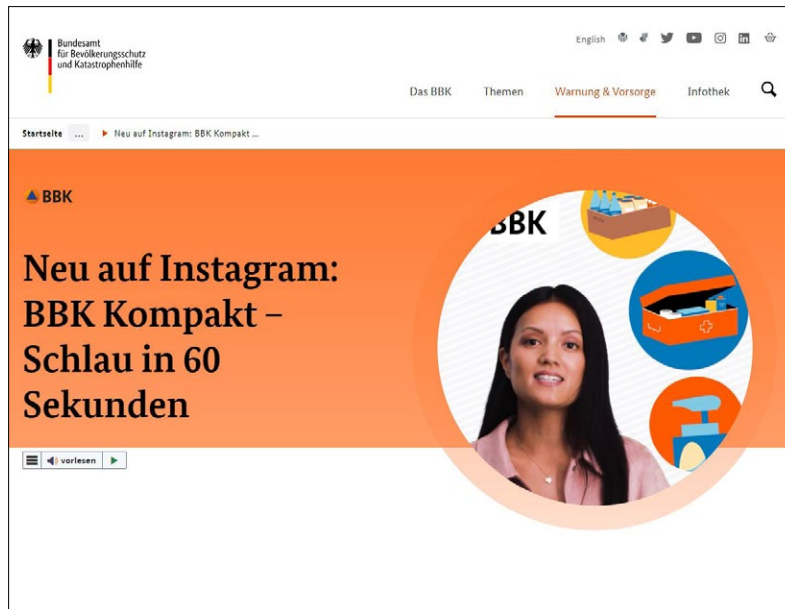 Bundesamt
für Bevölkerungsschutz
und Katastrophenhilfe
English
Das BBK Themen Warnung & Vorsorge Infothek
Startseite ... Neu auf Instagram: BBK Kompakt ...
BBK
Neu auf Instagram:
BBK Kompakt –
Schlau in 60
Sekunden
BBK
vorlesen